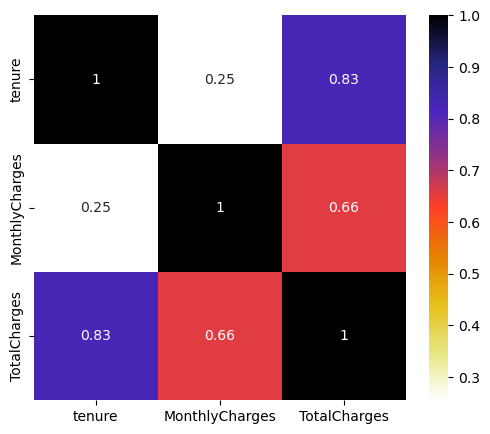 tenure
1
0.25
0.83
MonthlyCharges
0.25
1
0.66
TotalCharges
0.83
0.66
1
tenure
MonthlyCharges
TotalCharges
1.0
0.9
0.8
0.7
0.6
0.5
0.4
0.3